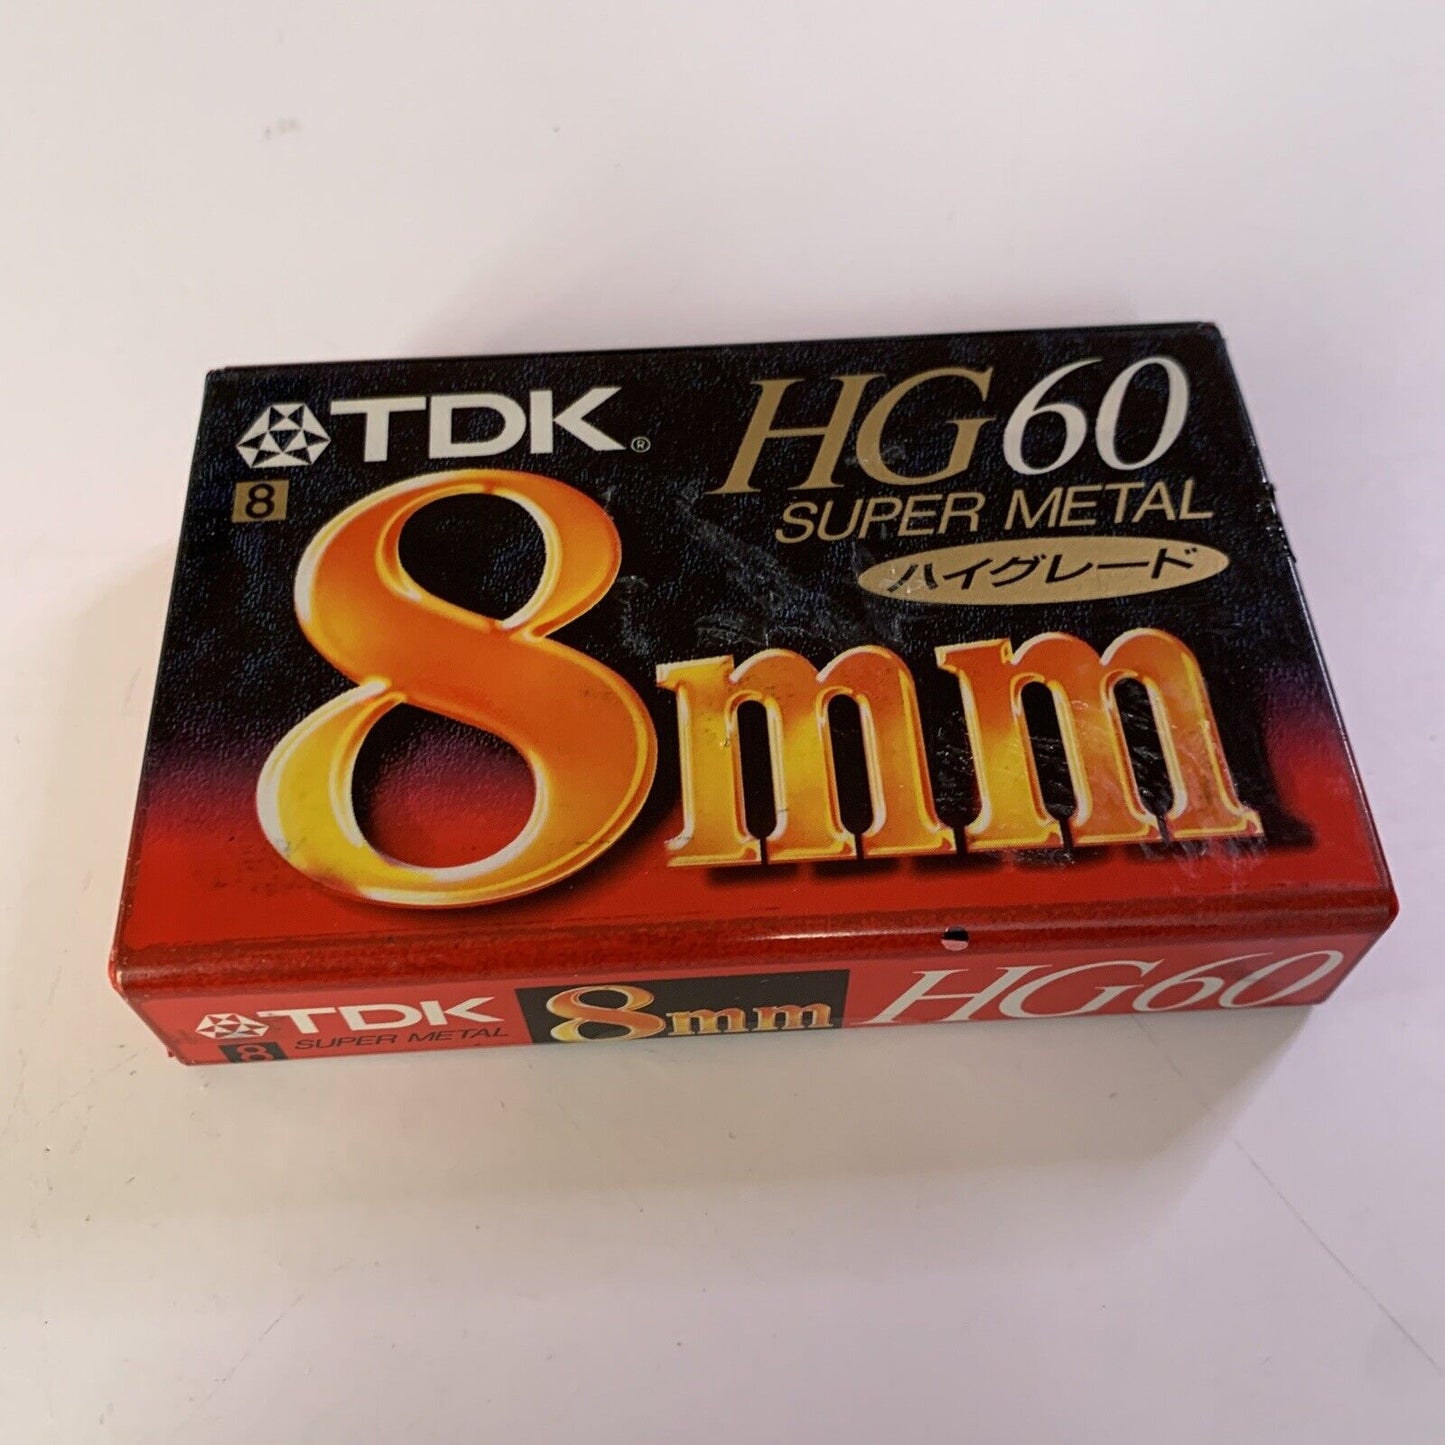 TDK® HG60
8 SUPER METAL
ハイグレード
8mm
TDK 8mm HG60
8 SUPER METAL